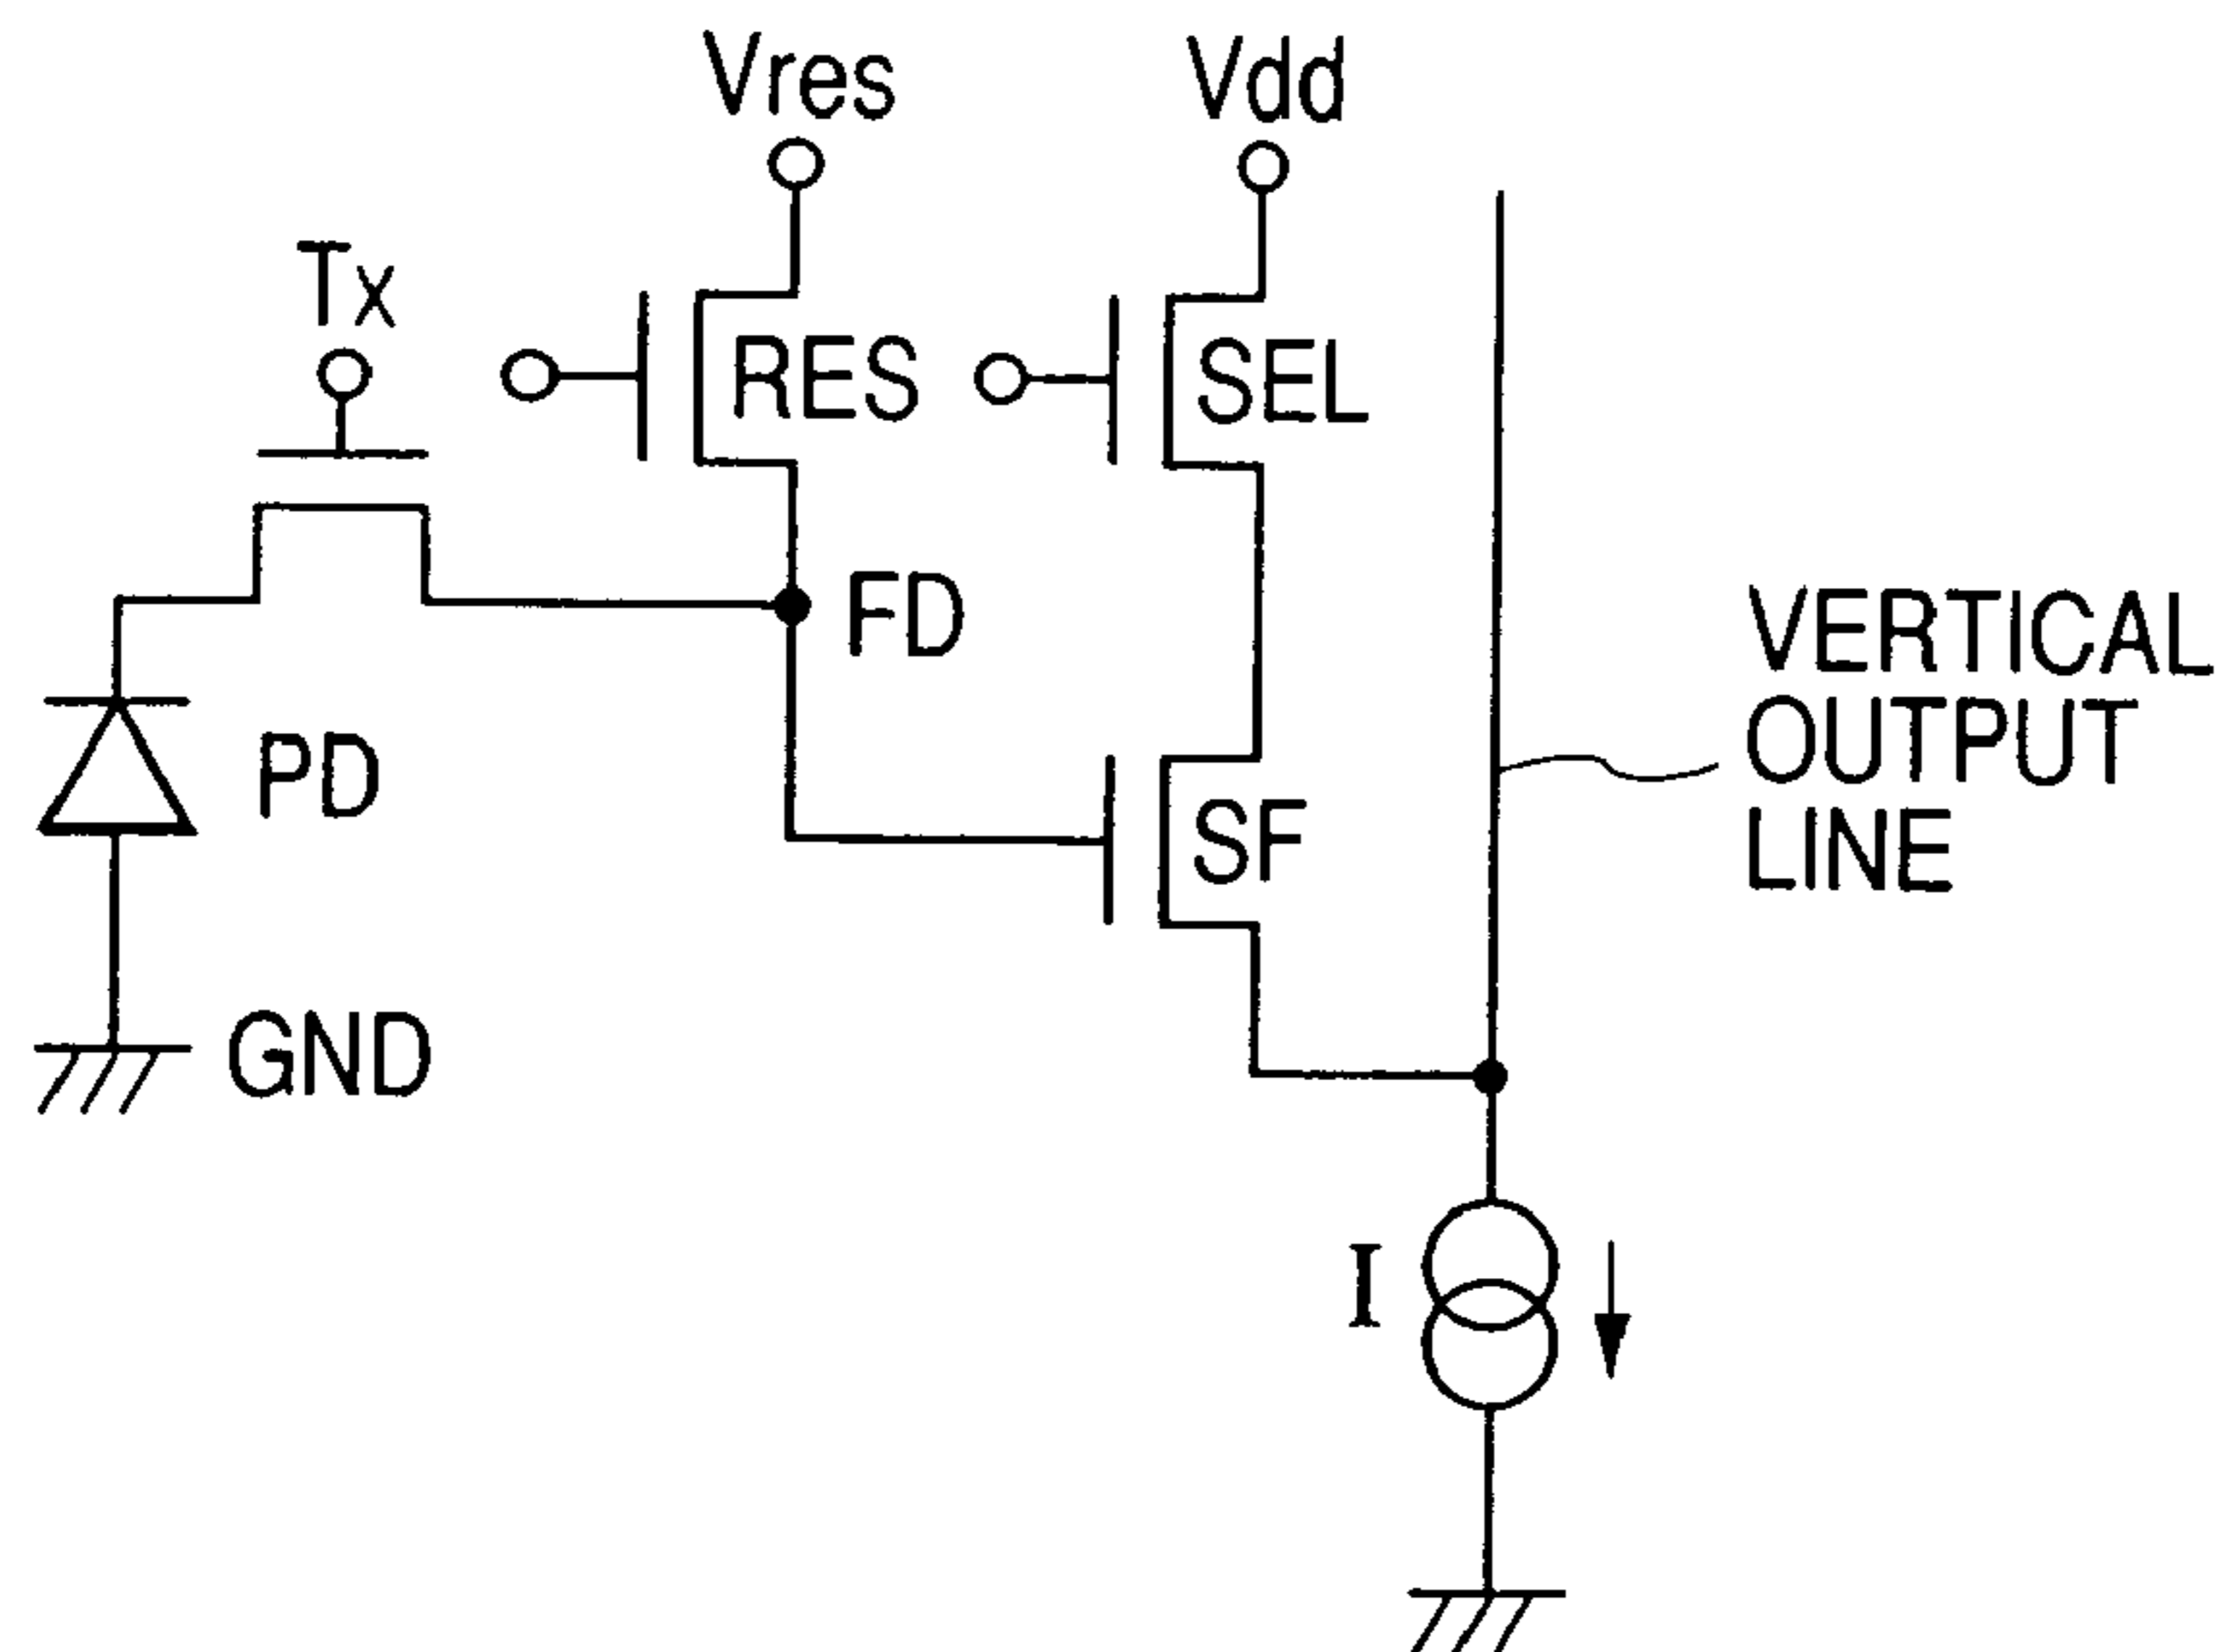 Vres
Vdd
Tx
RES
SEL
FD
VERTICAL
OUTPUT
LINE
PD
SF
GND
I